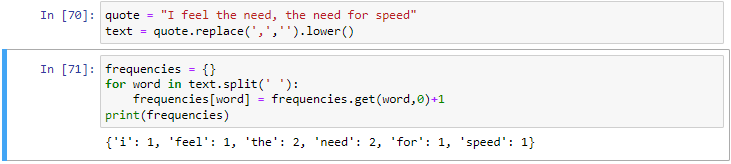 In [70]: quote = "I feel the need, the need for speed"
text = quote.replace(',','').lower()
In [71]: frequencies = {}
for word in text.split(' '):
    frequencies[word] = frequencies.get(word,0)+1
print(frequencies)
{'i': 1, 'feel': 1, 'the': 2, 'need': 2, 'for': 1, 'speed': 1}